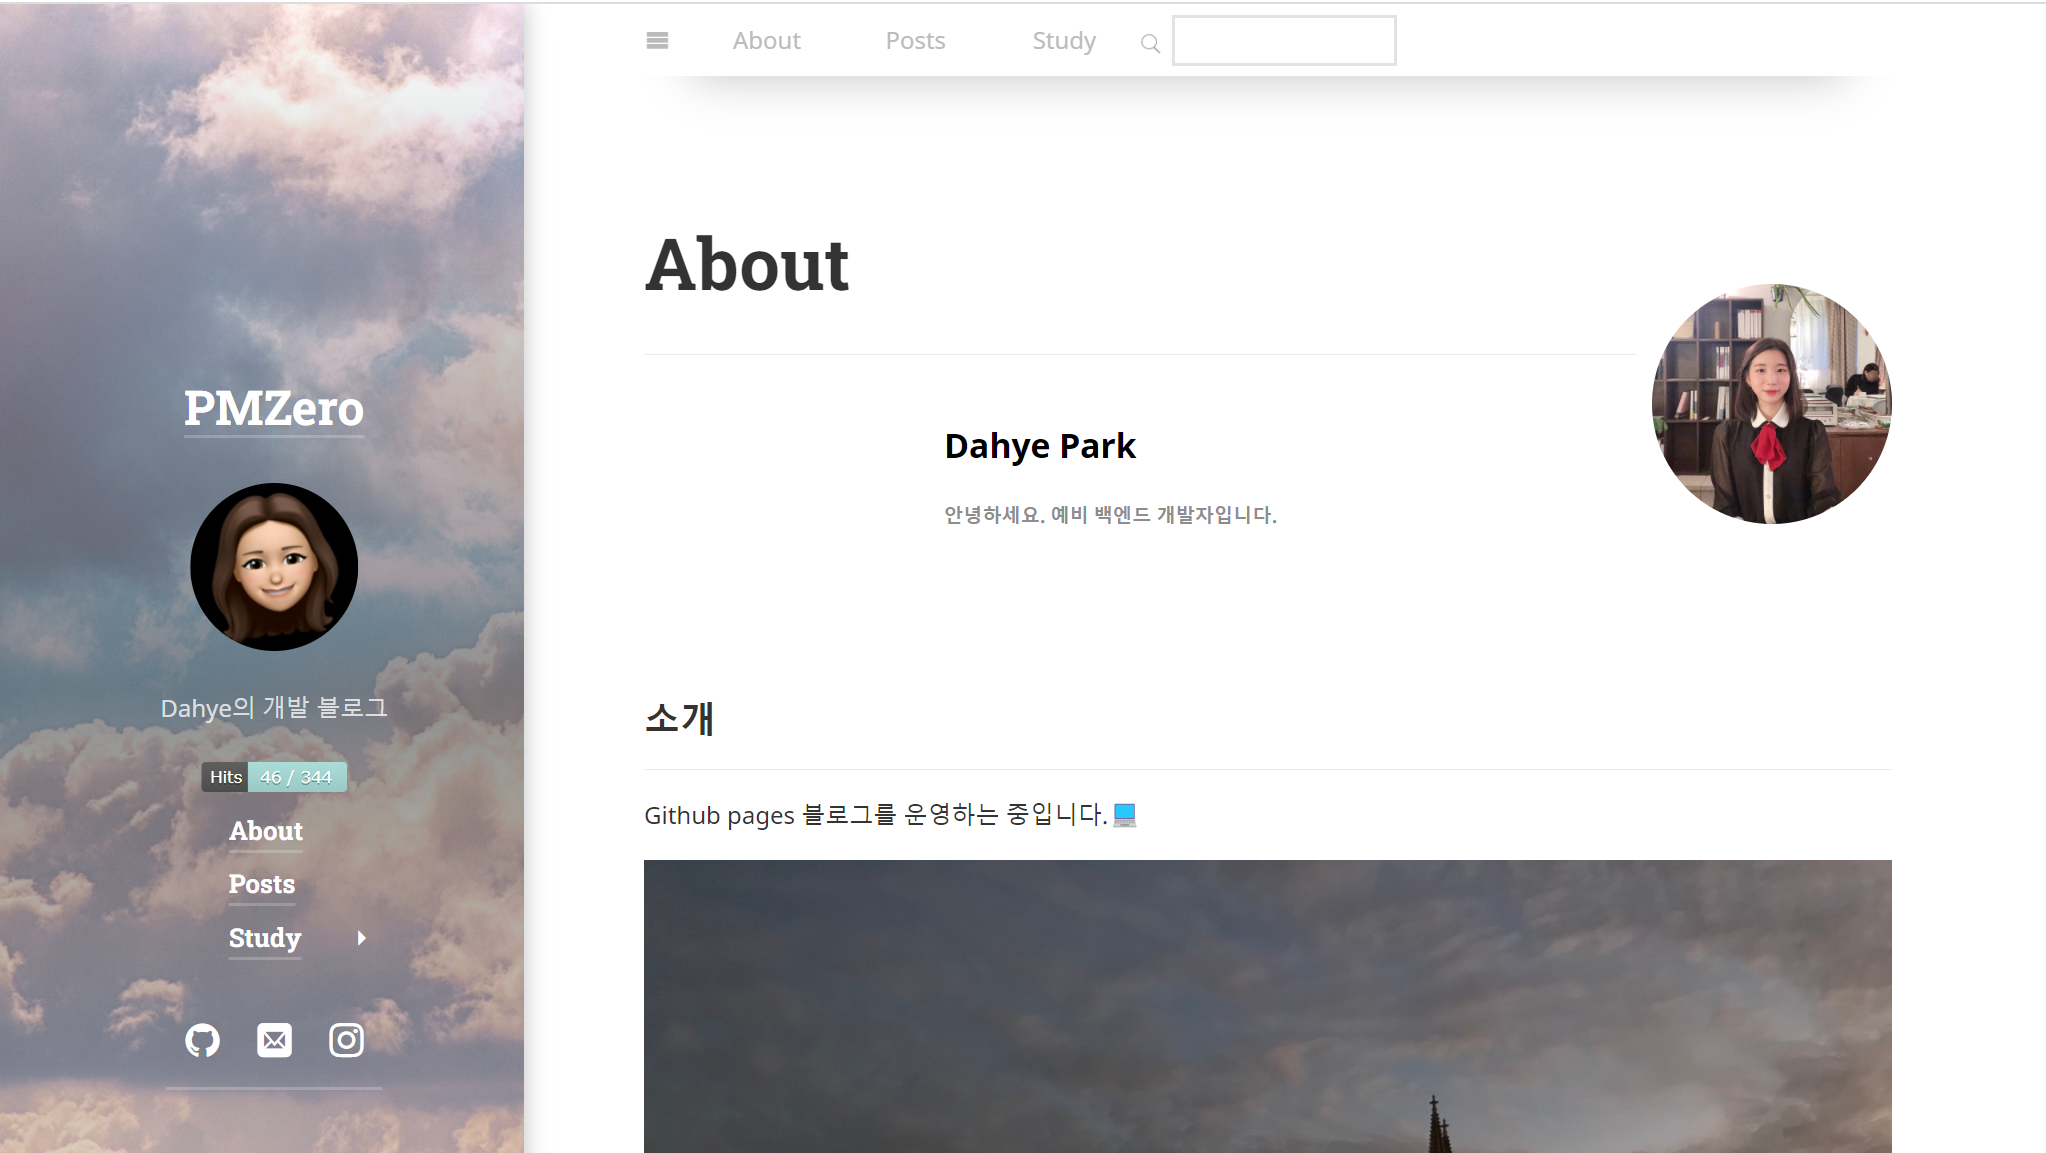 PMZero
Dahye의 개발 블로그
Hits 46 / 344
About
Posts
Study
About Posts Study
About
Dahye Park
안녕하세요. 예비 백엔드 개발자입니다.
소개
Github pages 블로그를 운영하는 중입니다.💻